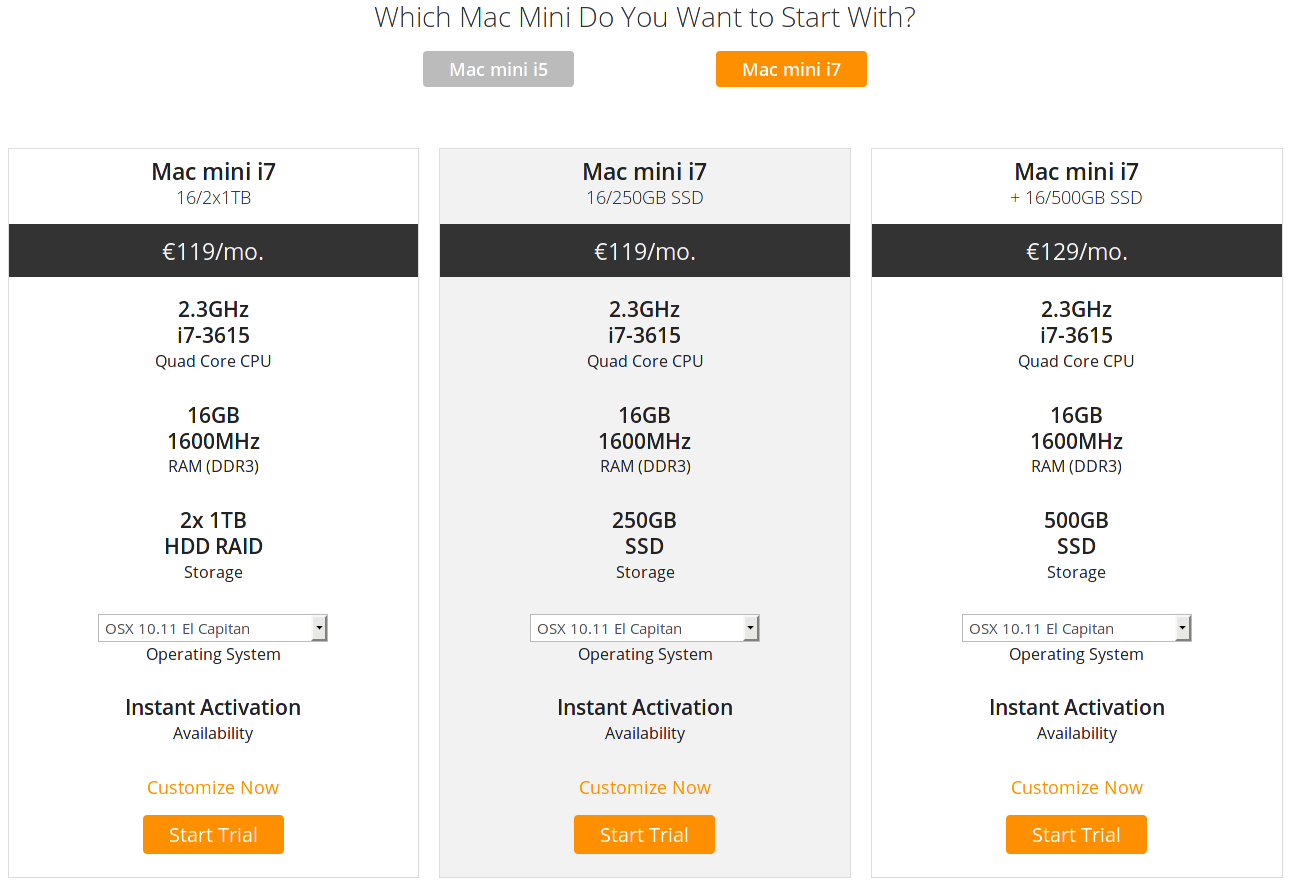 Which Mac Mini Do You Want to Start With?
Mac mini i5
Mac mini i7
Mac mini i7
16/2x1TB
€119/mo.
2.3GHz
i7-3615
Quad Core CPU
16GB
1600MHz
RAM (DDR3)
2x 1TB
HDD RAID
Storage
OSX 10.11 El Capitan
Operating System
Instant Activation
Availability
Customize Now
Start Trial
Mac mini i7
16/250GB SSD
€119/mo.
2.3GHz
i7-3615
Quad Core CPU
16GB
1600MHz
RAM (DDR3)
250GB
SSD
Storage
OSX 10.11 El Capitan
Operating System
Instant Activation
Availability
Customize Now
Start Trial
Mac mini i7
+ 16/500GB SSD
€129/mo.
2.3GHz
i7-3615
Quad Core CPU
16GB
1600MHz
RAM (DDR3)
500GB
SSD
Storage
OSX 10.11 El Capitan
Operating System
Instant Activation
Availability
Customize Now
Start Trial